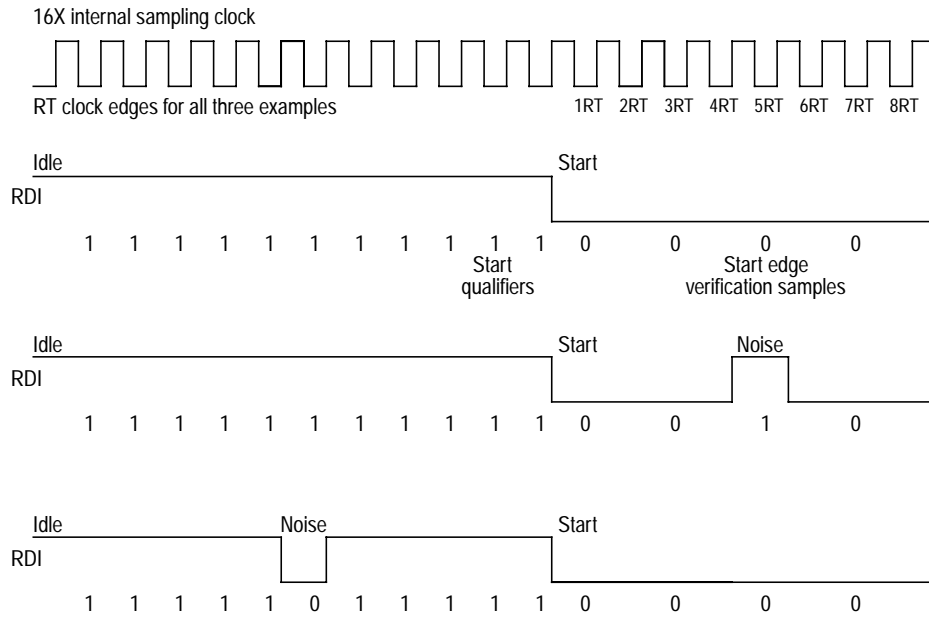 16X internal sampling clock
RT clock edges for all three examples
1RT 2RT 3RT 4RT 5RT 6RT 7RT 8RT
Idle Start
RDI
1 1 1 1 1 1 1 1 1 1 1 0 0 0 0
Start qualifiers
Start edge verification samples
Idle Start Noise
RDI
1 1 1 1 1 1 1 1 1 1 1 0 0 1 0
Idle Noise Start
RDI
1 1 1 1 1 0 1 1 1 1 1 0 0 0 0